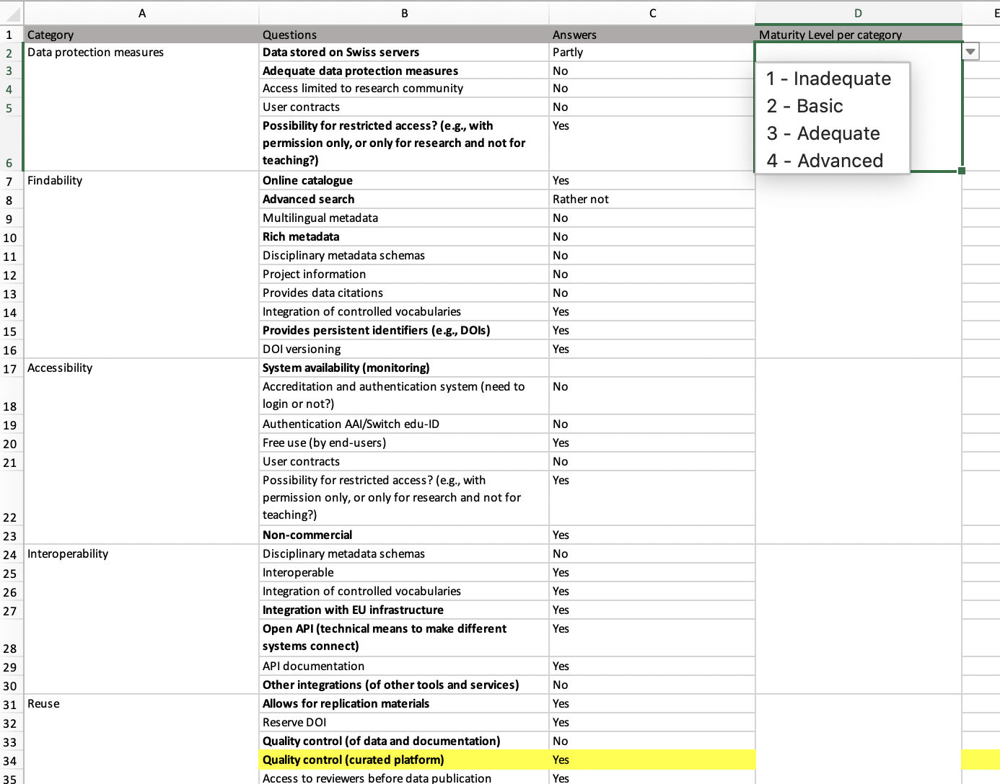 A B C D E
1 Category Questions Answers Maturity Level per category
2 Data protection measures Data stored on Swiss servers Partly
3 Adequate data protection measures No
4 Access limited to research community No
5 User contracts No
Possibility for restricted access? (e.g., with Yes
permission only, or only for research and not for
6 teaching?)
1 - Inadequate
2 - Basic
3 - Adequate
4 - Advanced
7 Findability Online catalogue Yes
8 Advanced search Rather not
9 Multilingual metadata No
10 Rich metadata No
11 Disciplinary metadata schemas No
12 Project information No
13 Provides data citations No
14 Integration of controlled vocabularies Yes
15 Provides persistent identifiers (e.g., DOIs) Yes
16 DOI versioning Yes
17 Accessibility System availability (monitoring)
Accreditation and authentication system (need to No
18 login or not?)
19 Authentication AAI/Switch edu-ID No
20 Free use (by end-users) Yes
21 User contracts No
Possibility for restricted access? (e.g., with Yes
permission only, or only for research and not for
22 teaching?)
23 Non-commercial Yes
24 Interoperability Disciplinary metadata schemas No
25 Interoperable Yes
26 Integration of controlled vocabularies Yes
27 Integration with EU infrastructure Yes
Open API (technical means to make different Yes
28 systems connect)
29 API documentation Yes
30 Other integrations (of other tools and services) No
31 Reuse Allows for replication materials Yes
32 Reserve DOI Yes
33 Quality control (of data and documentation) No
34 Quality control (curated platform) Yes
35 Access to reviewers before data publication Yes